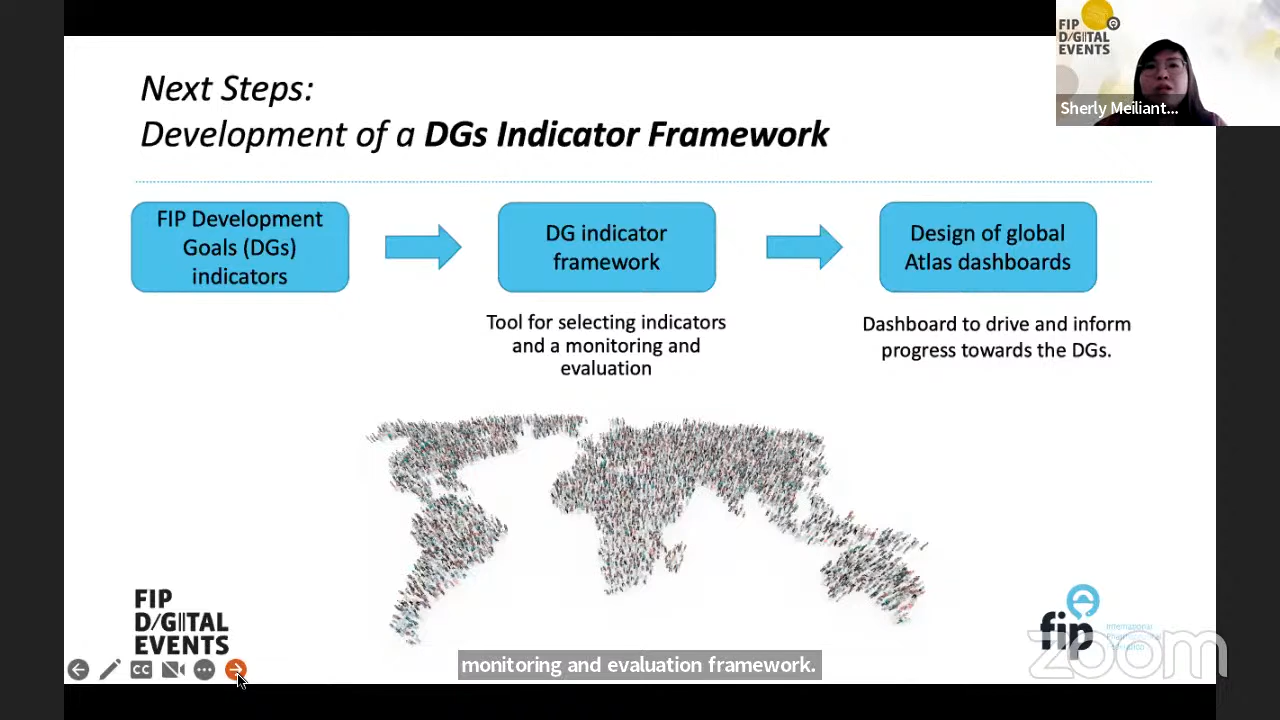 Next Steps:
Development of a DGs Indicator Framework
FIP Development
Goals (DGs)
indicators
DG indicator
framework
Design of global
Atlas dashboards
Tool for selecting indicators
and a monitoring and
evaluation
Dashboard to drive and inform
progress towards the DGs.
FIP
D/GITAL
EVENTS
Sherly Meiliant...
FIP
D/GITAL
EVENTS
CC
monitoring and evaluation framework.
fip
International
zoom